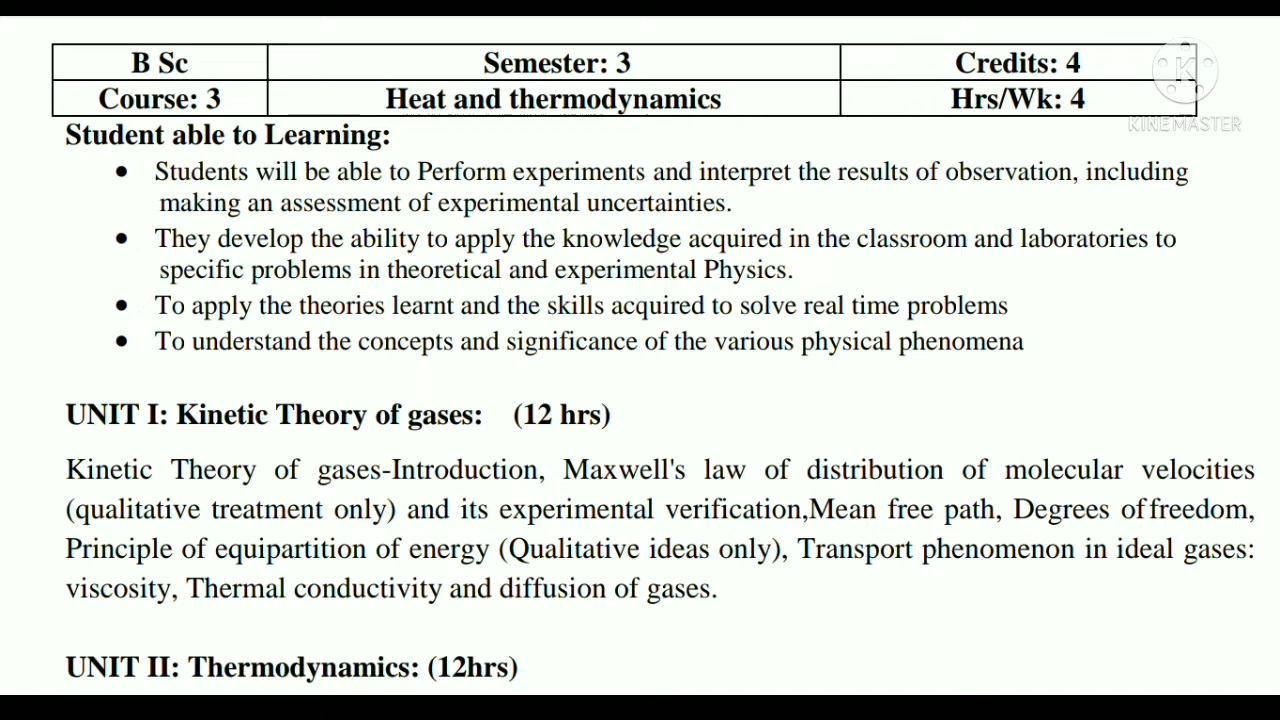 B Sc Semester: 3 Credits: 4
Course: 3 Heat and thermodynamics Hrs/Wk: 4
KINEMASTER
Student able to Learning:
• Students will be able to Perform experiments and interpret the results of observation, including
making an assessment of experimental uncertainties.
• They develop the ability to apply the knowledge acquired in the classroom and laboratories to
specific problems in theoretical and experimental Physics.
• To apply the theories learnt and the skills acquired to solve real time problems
• To understand the concepts and significance of the various physical phenomena
UNIT I: Kinetic Theory of gases: (12 hrs)
Kinetic Theory of gases-Introduction, Maxwell's law of distribution of molecular velocities
(qualitative treatment only) and its experimental verification,Mean free path, Degrees of freedom,
Principle of equipartition of energy (Qualitative ideas only), Transport phenomenon in ideal gases:
viscosity, Thermal conductivity and diffusion of gases.
UNIT II: Thermodynamics: (12hrs)